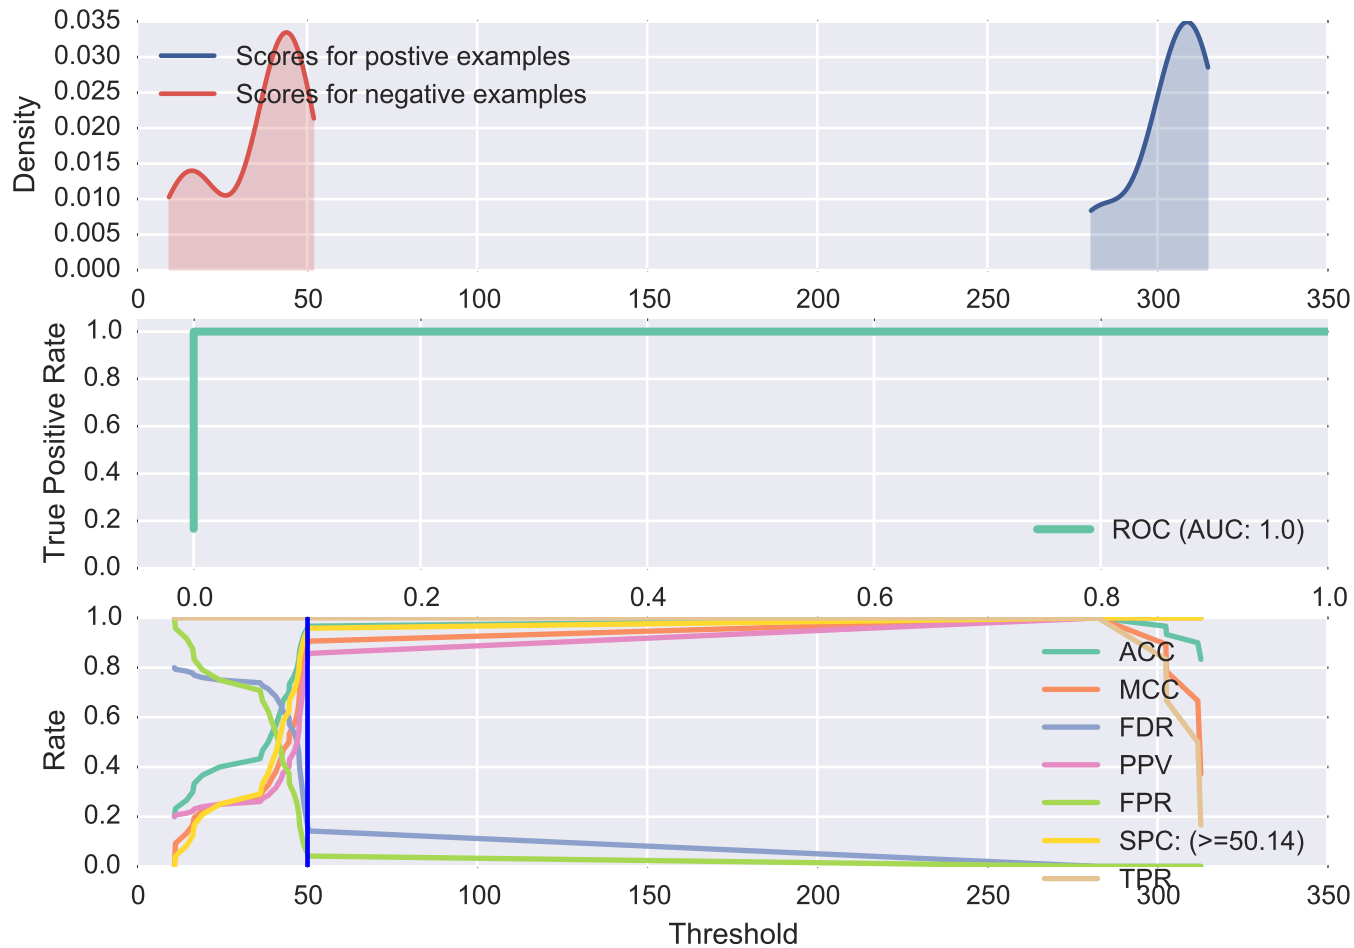 0.035
0.030
0.025
0.020
0.015
0.010
0.005
0.000
Density
Scores for postive examples
Scores for negative examples
0 50 100 150 200 250 300 350
1.0
0.8
0.6
0.4
0.2
0.0
True Positive Rate
ROC (AUC: 1.0)
0.0 0.2 0.4 0.6 0.8 1.0
1.0
0.8
0.6
0.4
0.2
0.0
Rate
ACC
MCC
FDR
PPV
FPR
SPC: (>=50.14)
TPR
0 50 100 150 200 250 300 350
Threshold